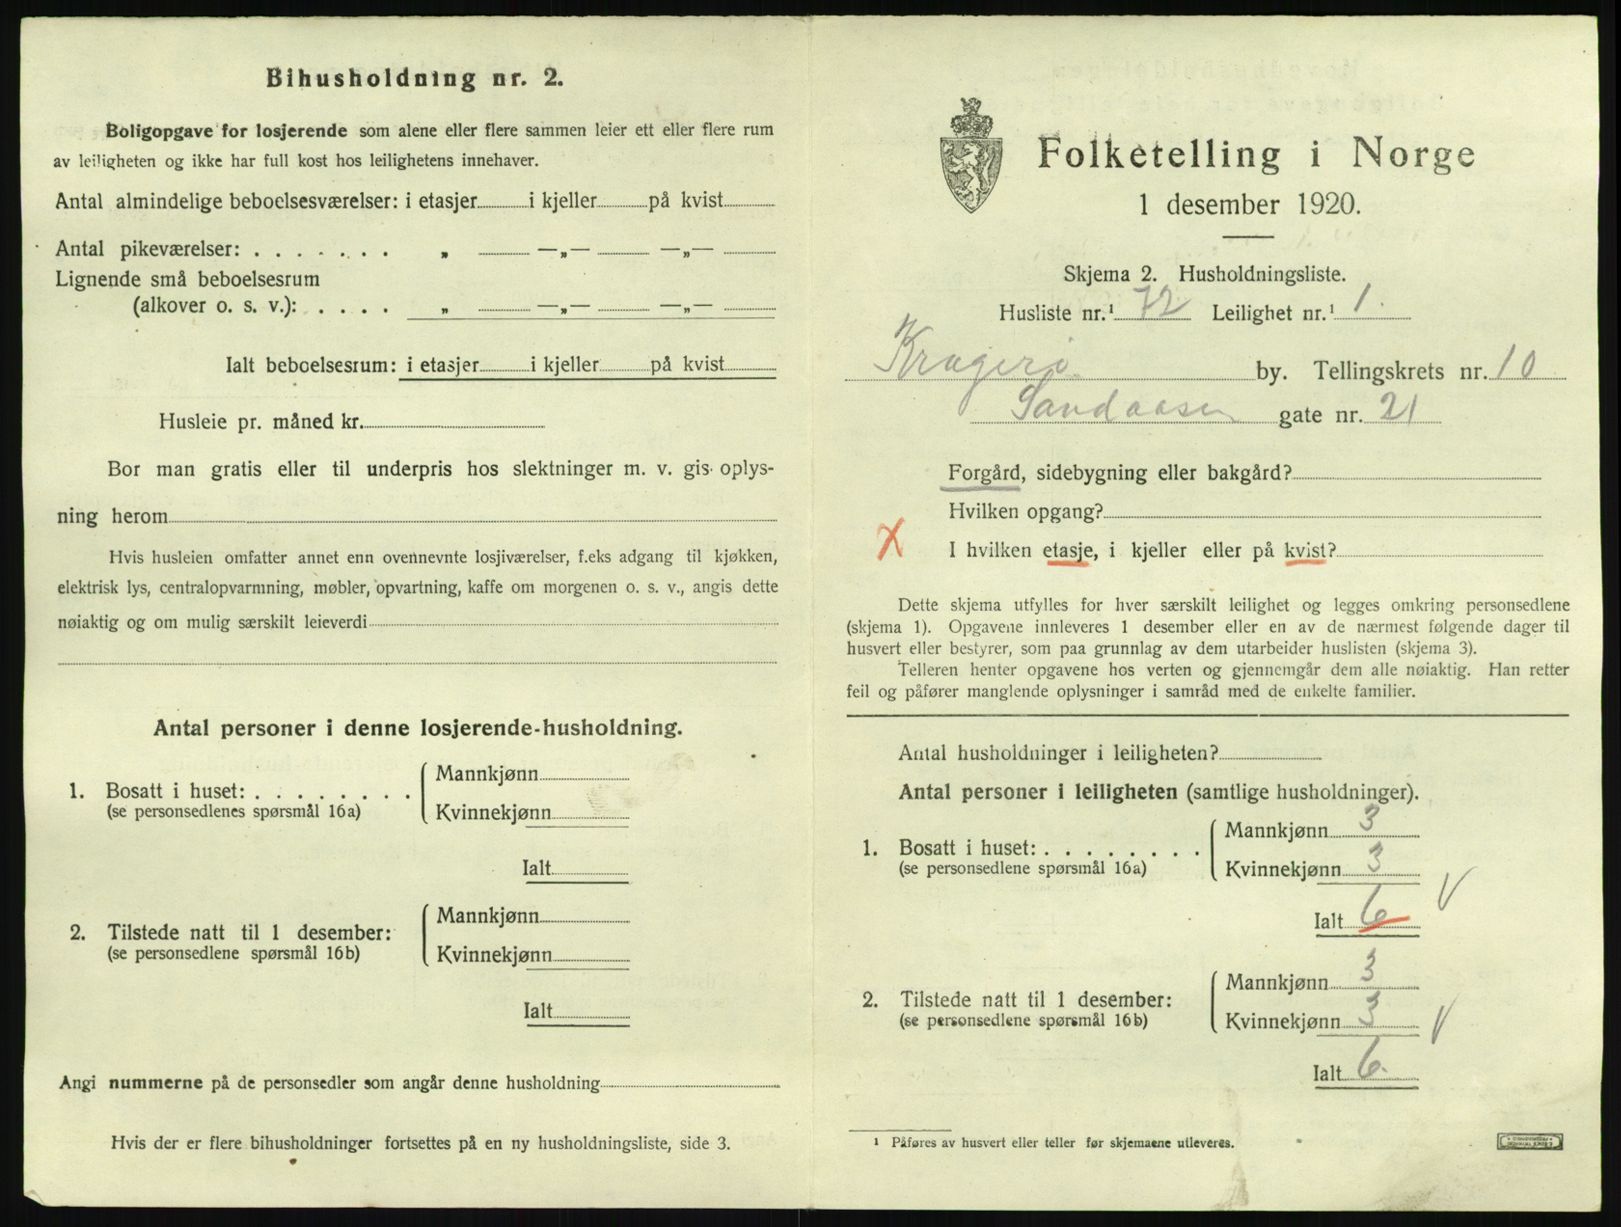 Bihusholdning nr. 2.
Boligopgave for losjerende som alene eller flere sammen leier ett eller flere rum
av leiligheten og ikke har full kost hos leilighetens innehaver.
Antal almindelige beboelsesværelser: i etasjer i kjeller på kvist
Antal pikeværelser: . . . . . . . „ —„— —„—
Lignende små beboelsesrum
(alkover o. s. v.): . . . . „ —„— —„—
Ialt beboelsesrum: i etasjer i kjeller på kvist
Husleie pr. måned kr.
Bor man gratis eller til underpris hos slektninger m. v. gis oplys-
ning herom
Hvis husleien omfatter annet enn ovennevnte losjiværelser, f.eks adgang til kjøkken,
elektrisk lys, centralopvarmning, møbler, opvartning, kaffe om morgenen o. s. v., angis dette
nøiaktig og om mulig særskilt leieverdi
Antal personer i denne losjerende-husholdning.
1. Bosatt i huset: . . . . . . . .
(se personsedlenes spørsmål 16a)
Mannkjønn
Kvinnekjønn
Ialt
2. Tilstede natt til 1 desember:
(se personsedlene spørsmål 16b)
Mannkjønn
Kvinnekjønn
Ialt
Angi nummerne på de personsedler som angår denne husholdning
Hvis der er flere bihusholdninger fortsettes på en ny husholdningsliste, side 3.
Folketelling i Norge
1 desember 1920.
Skjema 2. Husholdningsliste.
Husliste nr.¹ 72 Leilighet nr.¹ 1.
Kragerø by. Tellingskrets nr. 10
Sandaasen gate nr. 21
Forgård, sidebygning eller bakgård?
Hvilken opgang?
X I hvilken etasje, i kjeller eller på kvist?
Dette skjema utfylles for hver særskilt leilighet og legges omkring personsedlene
(skjema 1). Opgavene innleveres 1 desember eller en av de nærmest følgende dager til
husvert eller bestyrer, som paa grunnlag av dem utarbeider huslisten (skjema 3).
Telleren henter opgavene hos verten og gjennemgår dem alle nøiaktig. Han retter
feil og påfører manglende oplysninger i samråd med de enkelte familier.
Antal husholdninger i leiligheten?
Antal personer i leiligheten (samtlige husholdninger).
1. Bosatt i huset: . . . . . . . .
(se personsedlene spørsmål 16a)
Mannkjønn 3
Kvinnekjønn 3
Ialt 6 V
2. Tilstede natt til 1 desember:
(se personsedlene spørsmål 16b)
Mannkjønn 3
Kvinnekjønn 3 V
Ialt 6.
¹ Påføres av husvert eller teller før skjemaene utleveres.